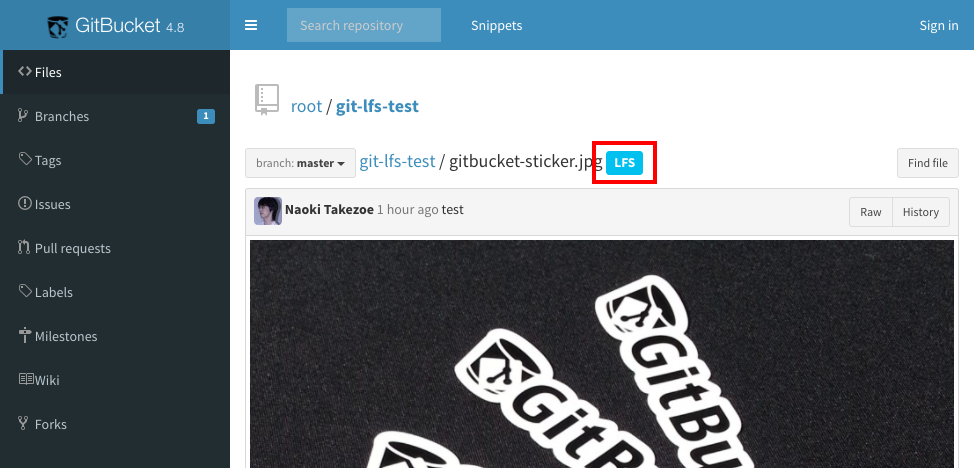 GitBucket 4.8
Search repository
Snippets
Sign in
Files
Branches 1
Tags
Issues
Pull requests
Labels
Milestones
Wiki
Forks
root / git-lfs-test
branch: master
git-lfs-test / gitbucket-sticker.jpg LFS
Find file
Naoki Takezoe 1 hour ago test
Raw
History
GitBu
GitB